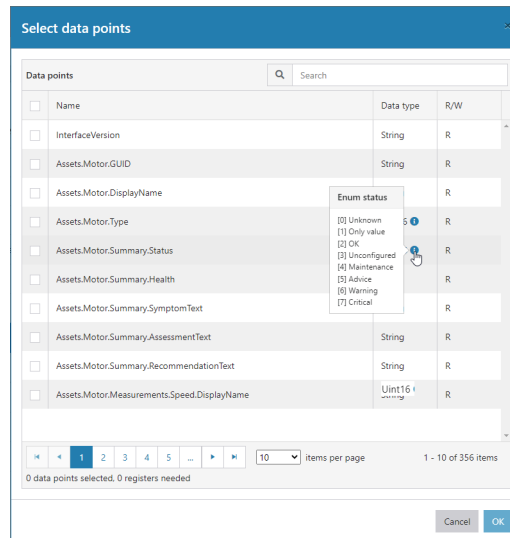 Select data points
Data points
Search
Name Data type R/W
InterfaceVersion String R
Assets.Motor.GUID String R
Assets.Motor.DisplayName R
Enum status
[0] Unknown
[1] Only value
[2] OK
[3] Unconfigured
[4] Maintenance
[5] Advice
[6] Warning
[7] Critical
Assets.Motor.Type 6 R
Assets.Motor.Summary.Status R
Assets.Motor.Summary.Health R
Assets.Motor.Summary.SymptomText R
Assets.Motor.Summary.AssessmentText String R
Assets.Motor.Summary.RecommendationText String R
Assets.Motor.Measurements.Speed.DisplayName Uint16 R
1 2 3 4 5 ... 10 items per page 1 - 10 of 356 items
0 data points selected, 0 registers needed
Cancel OK